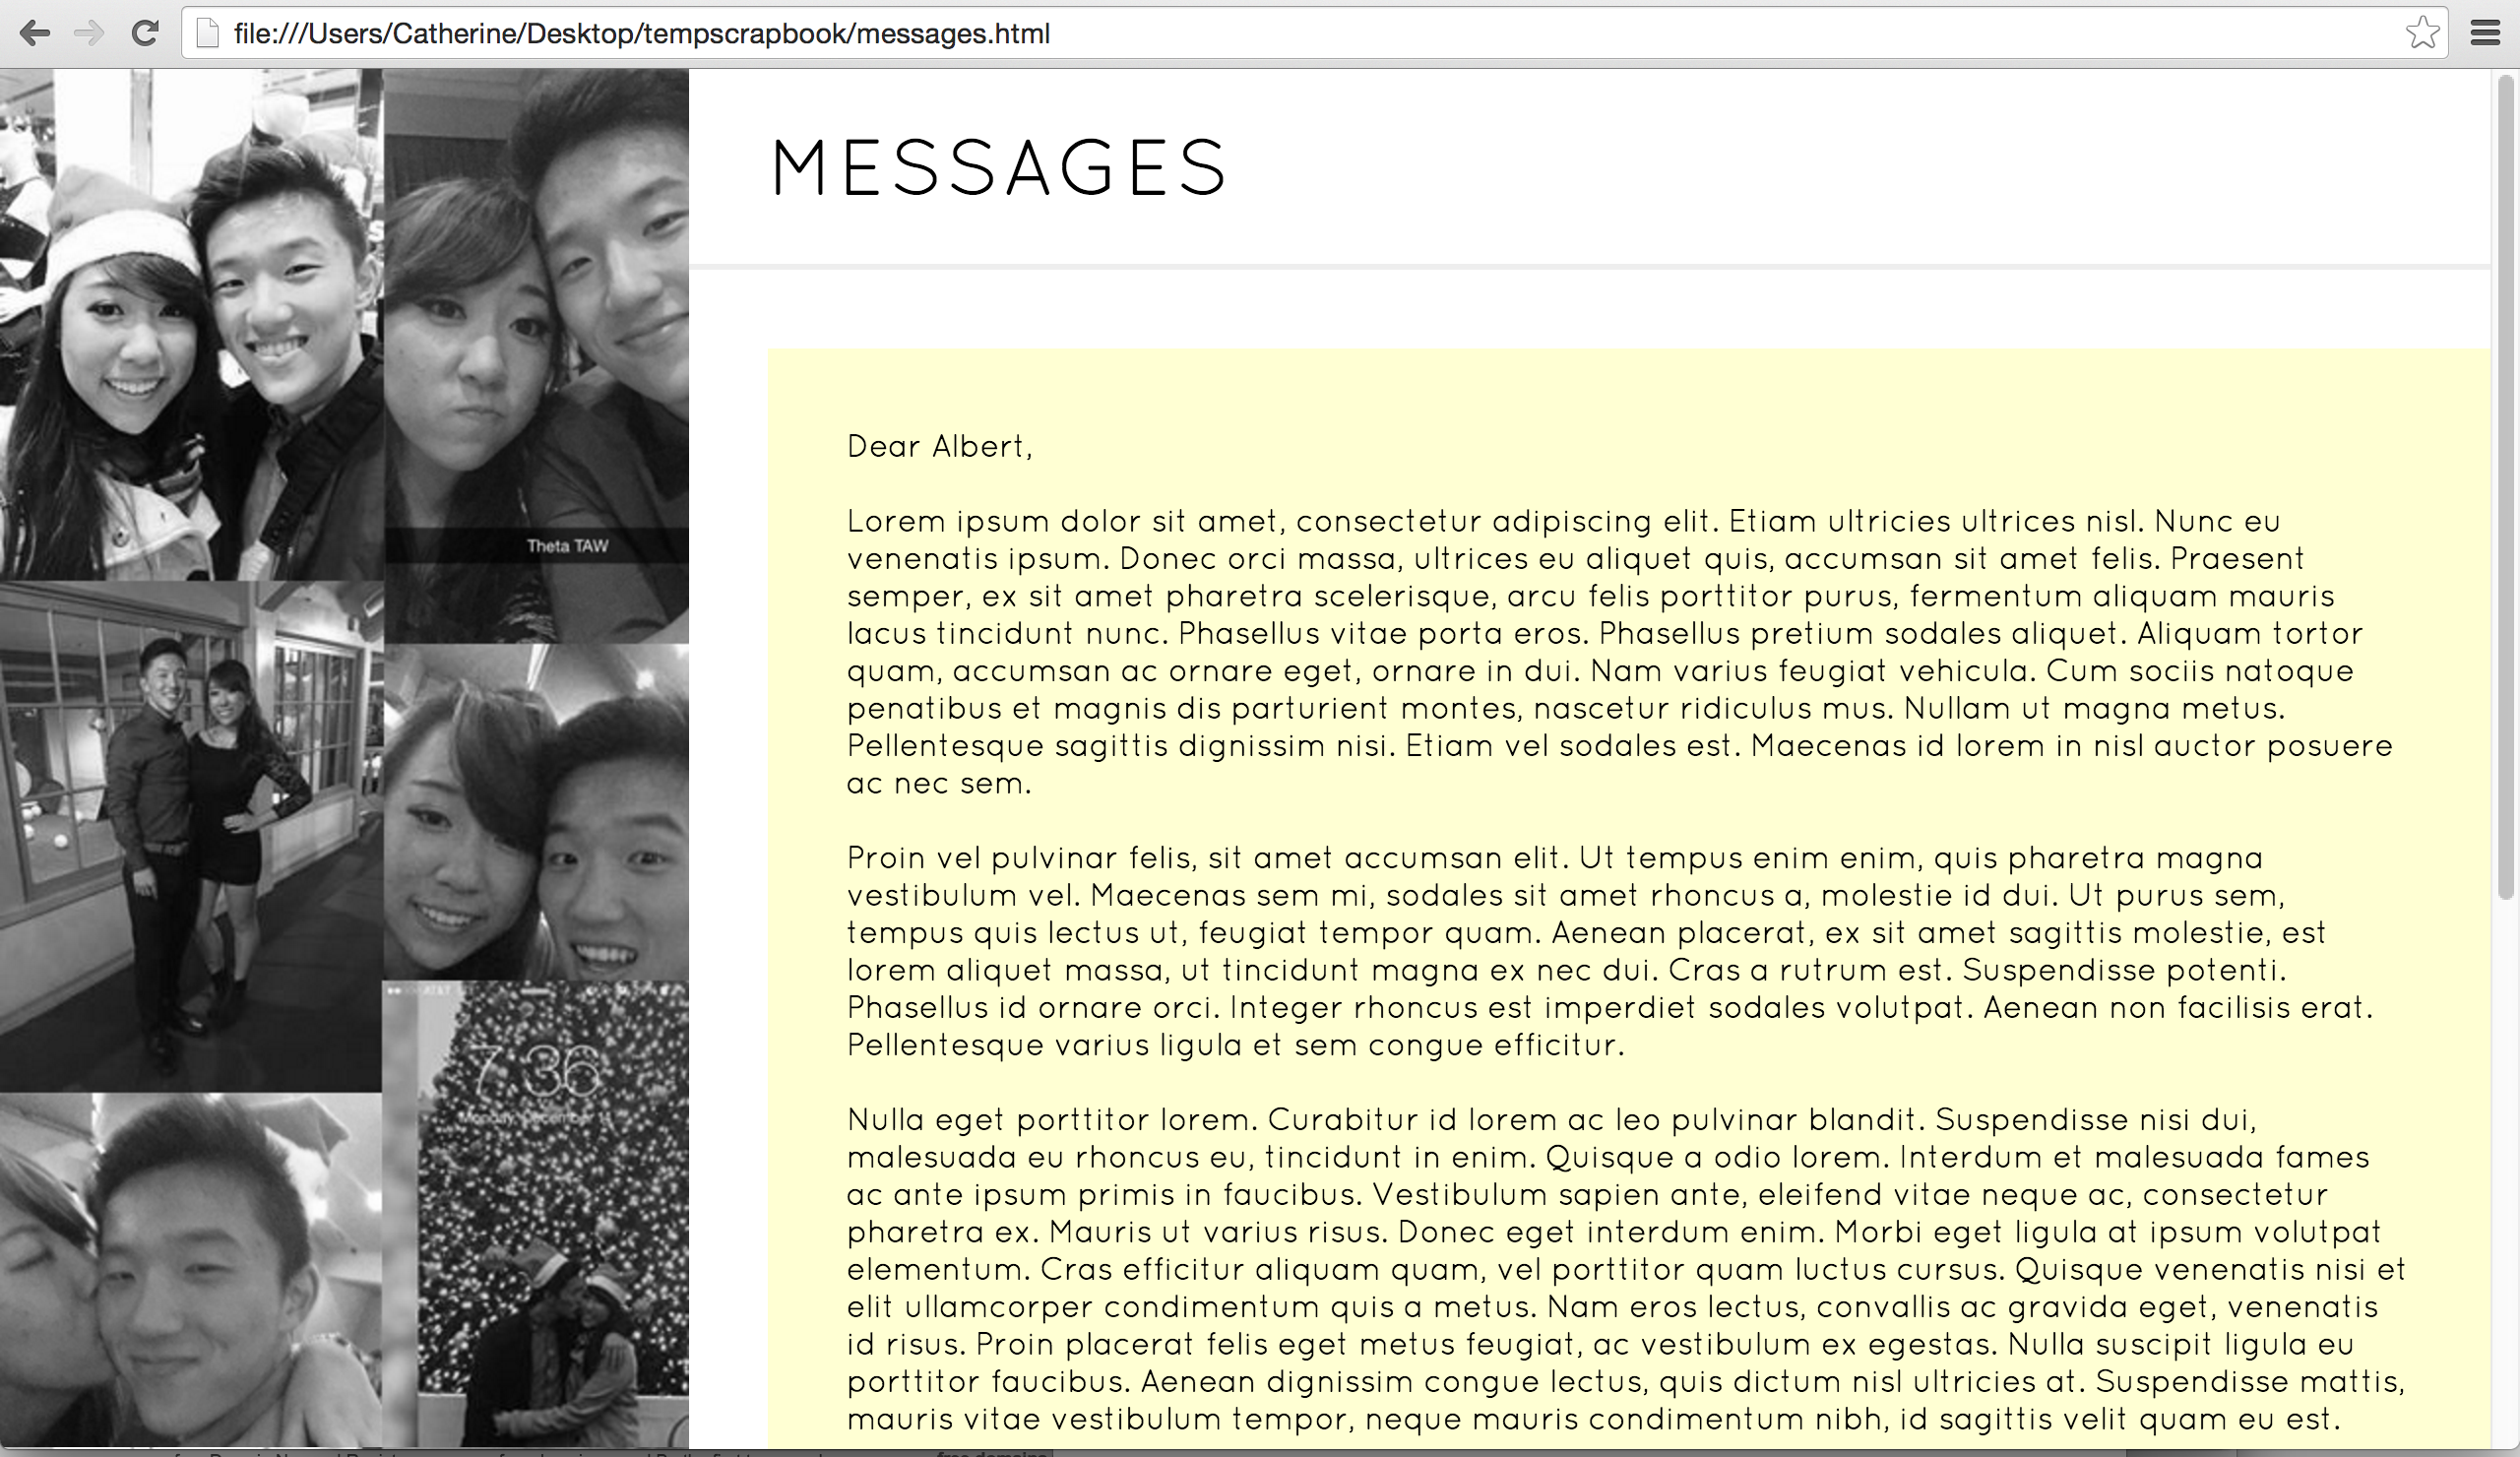 file:///Users/Catherine/Desktop/tempscrapbook/messages.html
MESSAGES
Theta TAW
7:36
Monday, December
Dear Albert,
Lorem ipsum dolor sit amet, consectetur adipiscing elit. Etiam ultricies ultrices nisl. Nunc eu
venenatis ipsum. Donec orci massa, ultrices eu aliquet quis, accumsan sit amet felis. Praesent
semper, ex sit amet pharetra scelerisque, arcu felis porttitor purus, fermentum aliquam mauris
lacus tincidunt nunc. Phasellus vitae porta eros. Phasellus pretium sodales aliquet. Aliquam tortor
quam, accumsan ac ornare eget, ornare in dui. Nam varius feugiat vehicula. Cum sociis natoque
penatibus et magnis dis parturient montes, nascetur ridiculus mus. Nullam ut magna metus.
Pellentesque sagittis dignissim nisi. Etiam vel sodales est. Maecenas id lorem in nisl auctor posuere
ac nec sem.
Proin vel pulvinar felis, sit amet accumsan elit. Ut tempus enim enim, quis pharetra magna
vestibulum vel. Maecenas sem mi, sodales sit amet rhoncus a, molestie id dui. Ut purus sem,
tempus quis lectus ut, feugiat tempor quam. Aenean placerat, ex sit amet sagittis molestie, est
lorem aliquet massa, ut tincidunt magna ex nec dui. Cras a rutrum est. Suspendisse potenti.
Phasellus id ornare orci. Integer rhoncus est imperdiet sodales volutpat. Aenean non facilisis erat.
Pellentesque varius ligula et sem congue efficitur.
Nulla eget porttitor lorem. Curabitur id lorem ac leo pulvinar blandit. Suspendisse nisi dui,
malesuada eu rhoncus eu, tincidunt in enim. Quisque a odio lorem. Interdum et malesuada fames
ac ante ipsum primis in faucibus. Vestibulum sapien ante, eleifend vitae neque ac, consectetur
pharetra ex. Mauris ut varius risus. Donec eget interdum enim. Morbi eget ligula at ipsum volutpat
elementum. Cras efficitur aliquam quam, vel porttitor quam luctus cursus. Quisque venenatis nisi et
elit ullamcorper condimentum quis a metus. Nam eros lectus, convallis ac gravida eget, venenatis
id risus. Proin placerat felis eget metus feugiat, ac vestibulum ex egestas. Nulla suscipit ligula eu
porttitor faucibus. Aenean dignissim congue lectus, quis dictum nisl ultricies at. Suspendisse mattis,
mauris vitae vestibulum tempor, neque mauris condimentum nibh, id sagittis velit quam eu est.